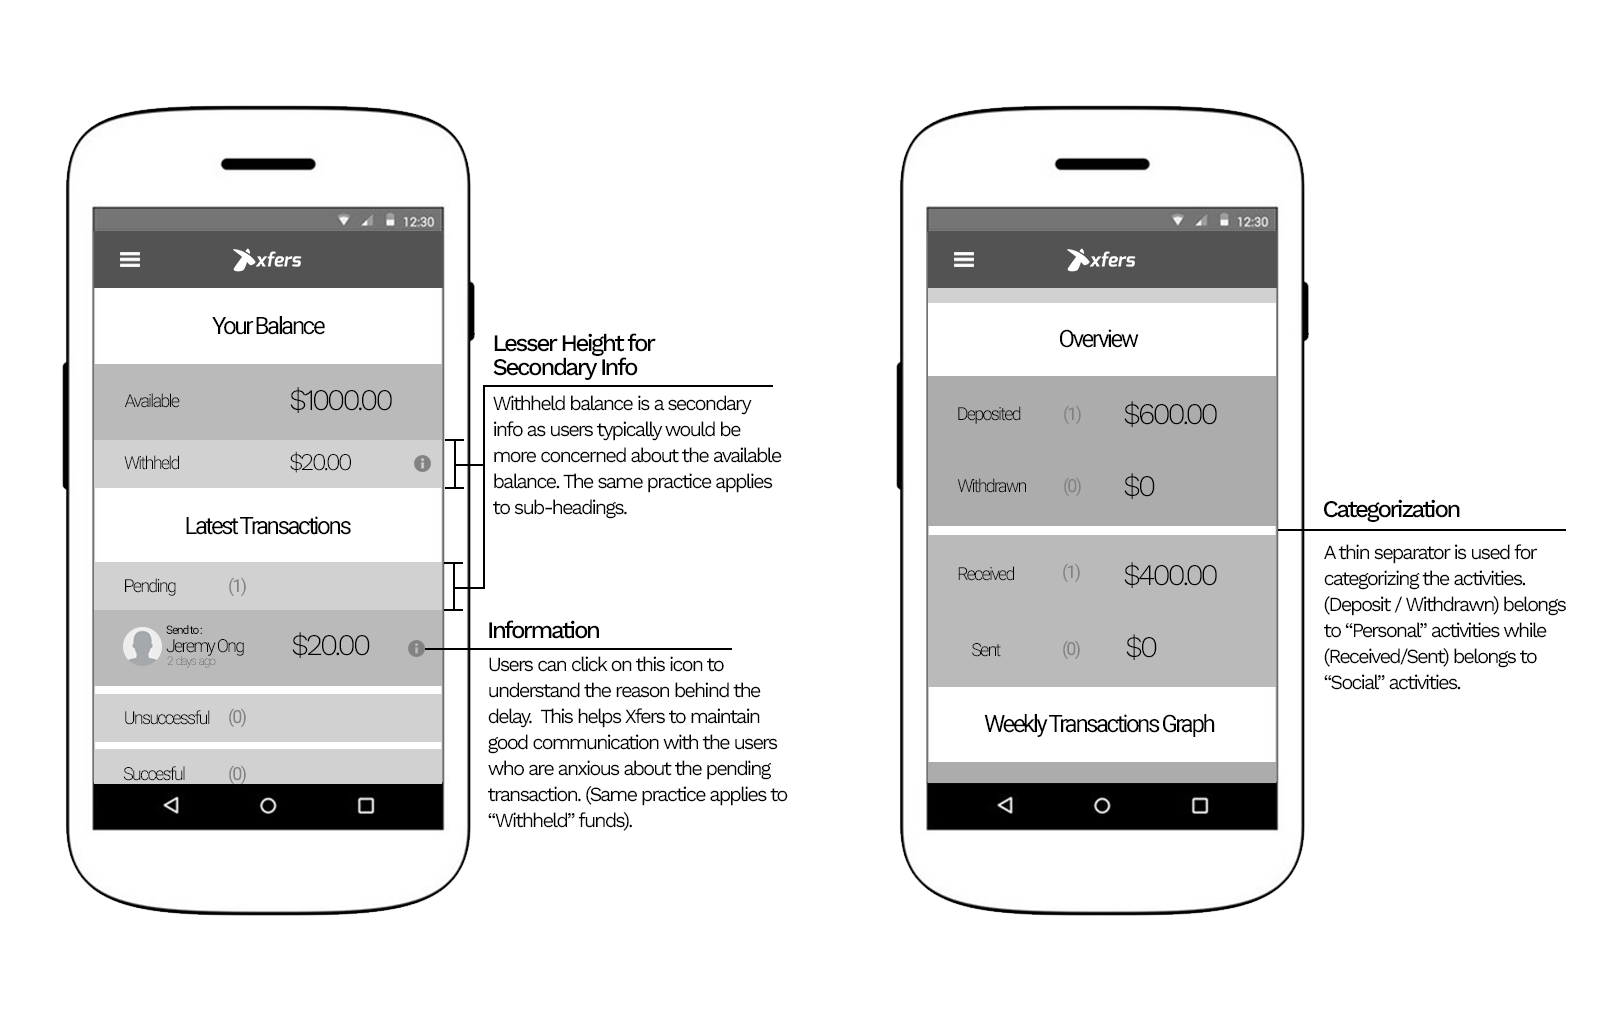 12:30
xfers
Your Balance
Available $1000.00
Withheld $20.00
Latest Transactions
Pending (1)
Send to :
Jeremy Ong $20.00
2 days ago
Unsuccessful (0)
Succesful (0)
Lesser Height for
Secondary Info
Withheld balance is a secondary
info as users typically would be
more concerned about the available
balance. The same practice applies
to sub-headings.
Information
Users can click on this icon to
understand the reason behind the
delay.  This helps Xfers to maintain
good communication with the users
who are anxious about the pending
transaction. (Same practice applies to
“Withheld” funds).
12:30
xfers
Overview
Deposited (1) $600.00
Withdrawn (0) $0
Received (1) $400.00
Sent (0) $0
Weekly Transactions Graph
Categorization
A thin separator is used for
categorizing the activities.
(Deposit / Withdrawn) belongs
to “Personal” activities while
(Received/Sent) belongs to
“Social” activities.